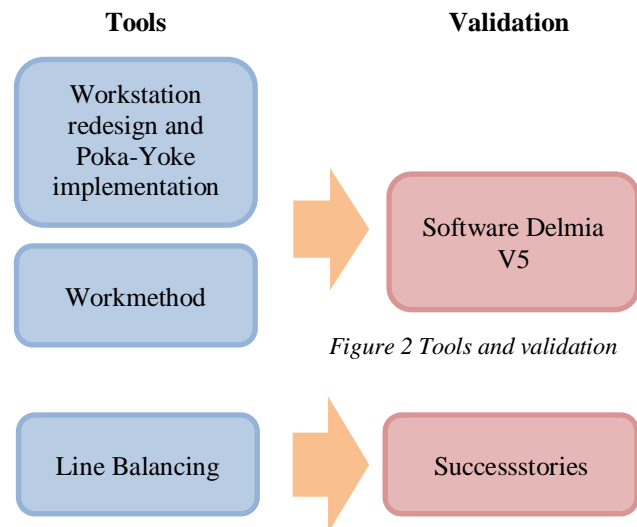 Tools
Validation
Workstation
redesign and
Poka-Yoke
implementation
Software Delmia
V5
Workmethod
Figure 2 Tools and validation
Line Balancing
Successstories